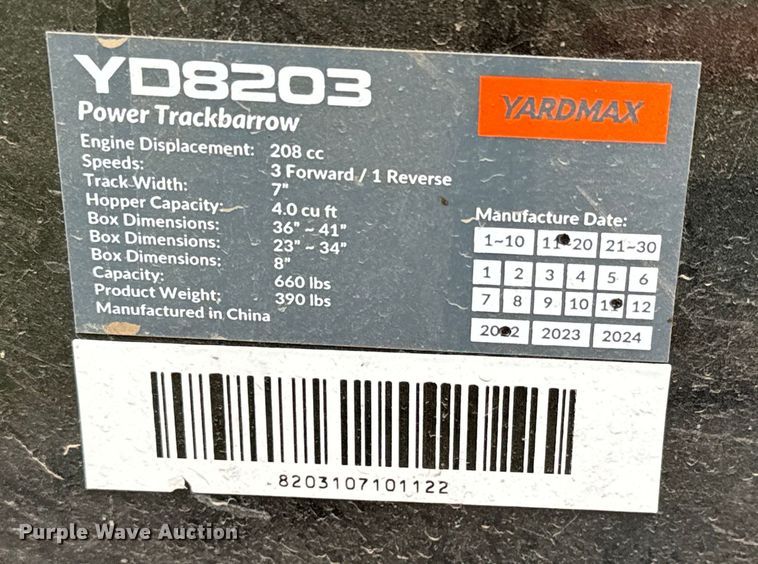 YD8203
YARDMAX
Power Trackbarrow
Engine Displacement: 208 cc
Speeds: 3 Forward / 1 Reverse
Track Width: 7"
Hopper Capacity: 4.0 cu ft
Box Dimensions: 36" ~ 41"
Box Dimensions: 23" ~ 34"
Box Dimensions: 8"
Capacity: 660 lbs
Product Weight: 390 lbs
Manufactured in China
Manufacture Date:
1~10 11~20 21~30
1 2 3 4 5 6
7 8 9 10 11 12
2022 2023 2024
8203107101122
Purple Wave Auction